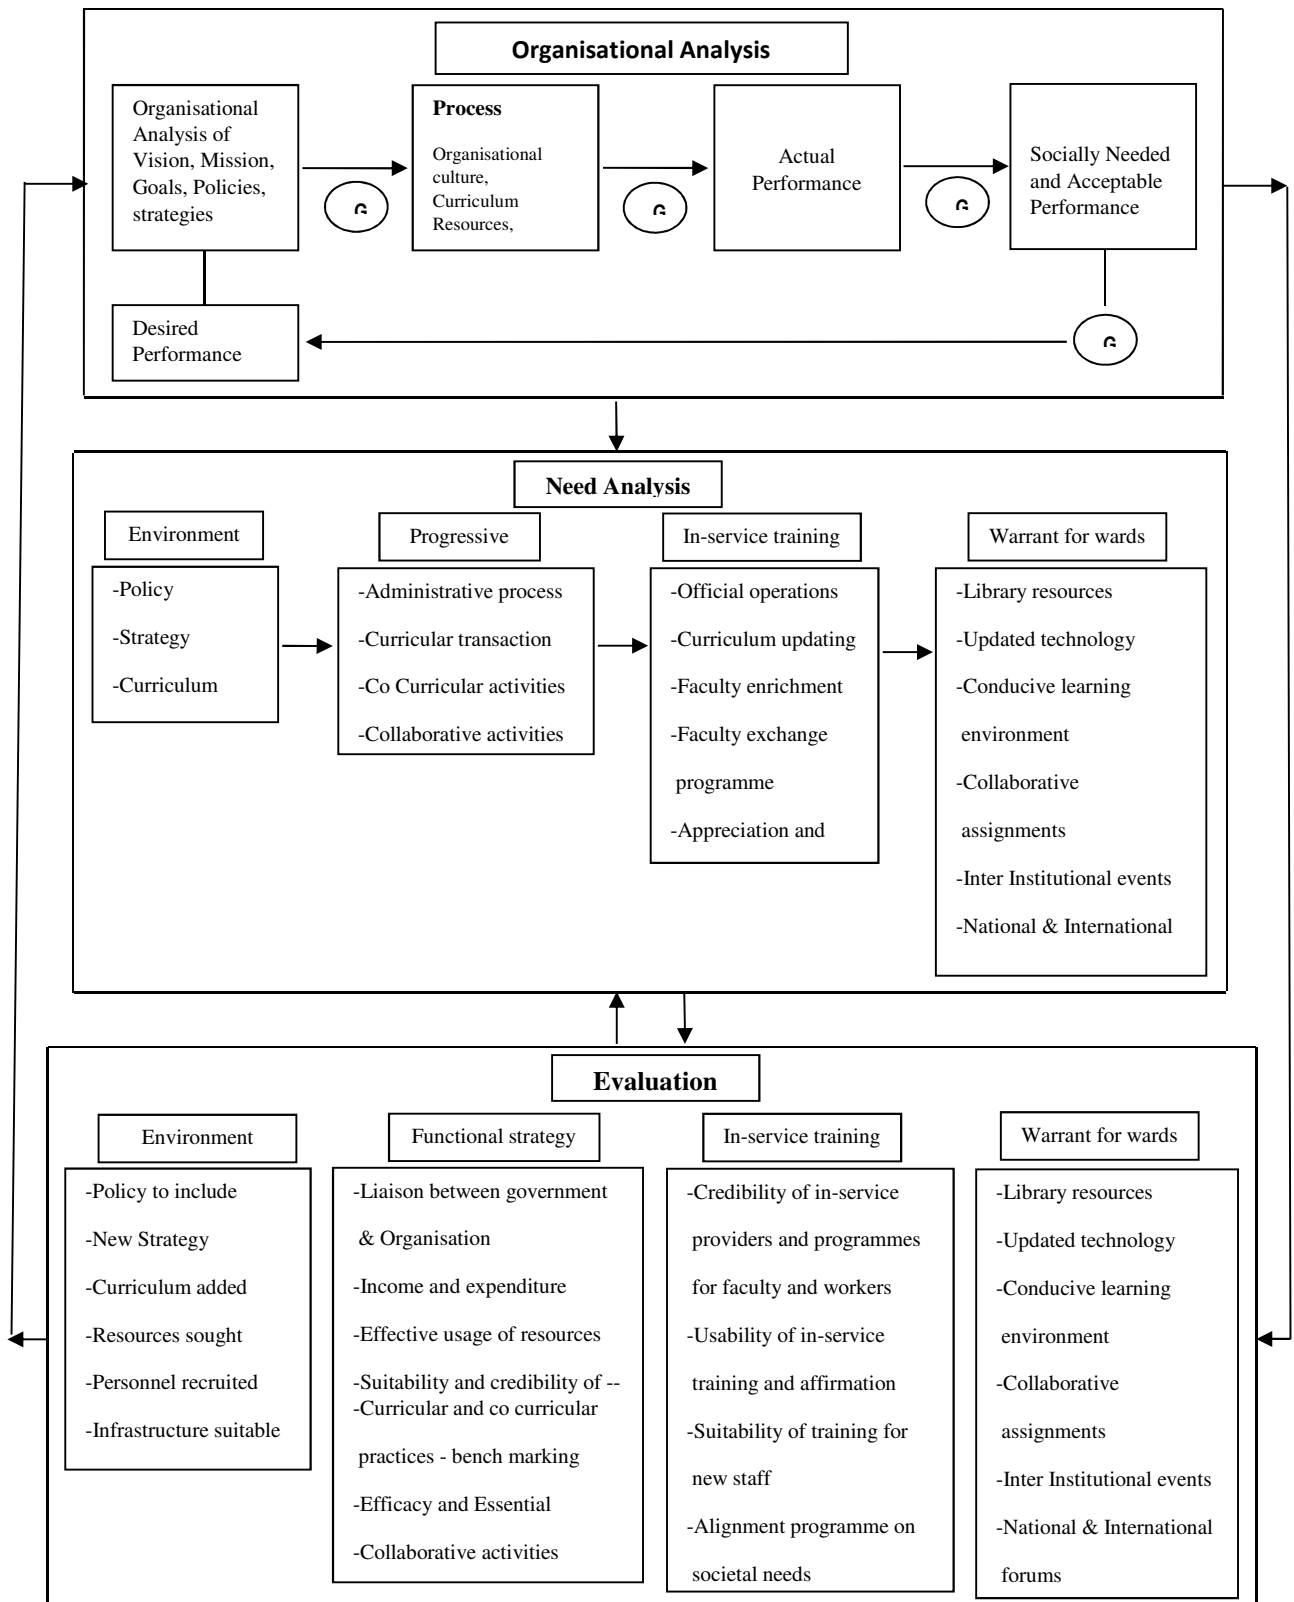 Organisational Analysis
Organisational
Analysis of
Vision, Mission,
Goals, Policies,
strategies
Process
Organisational
culture,
Curriculum
Resources,
Actual
Performance
Socially Needed
and Acceptable
Performance
Desired
Performance
Need Analysis
Environment
-Policy
-Strategy
-Curriculum
Progressive
-Administrative process
-Curricular transaction
-Co Curricular activities
-Collaborative activities
In-service training
-Official operations
-Curriculum updating
-Faculty enrichment
-Faculty exchange
programme
-Appreciation and
Warrant for wards
-Library resources
-Updated technology
-Conducive learning
environment
-Collaborative
assignments
-Inter Institutional events
-National & International
Evaluation
Environment
-Policy to include
-New Strategy
-Curriculum added
-Resources sought
-Personnel recruited
-Infrastructure suitable
Functional strategy
-Liaison between government
& Organisation
-Income and expenditure
-Effective usage of resources
-Suitability and credibility of --
-Curricular and co curricular
practices - bench marking
-Efficacy and Essential
-Collaborative activities
In-service training
-Credibility of in-service
providers and programmes
for faculty and workers
-Usability of in-service
training and affirmation
-Suitability of training for
new staff
-Alignment programme on
societal needs
Warrant for wards
-Library resources
-Updated technology
-Conducive learning
environment
-Collaborative
assignments
-Inter Institutional events
-National & International
forums